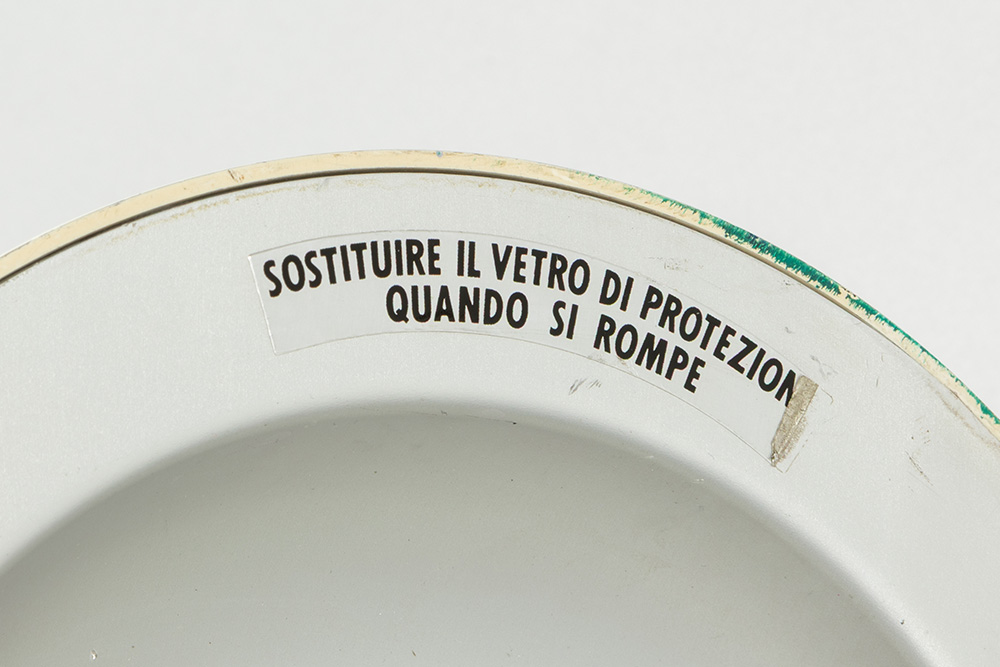 SOSTITUIRE IL VETRO DI PROTEZION
QUANDO SI ROMPE